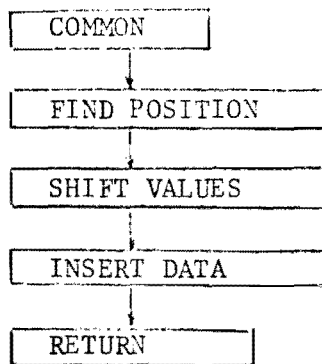 COMMON
FIND POSITION
SHIFT VALUES
INSERT DATA
RETURN